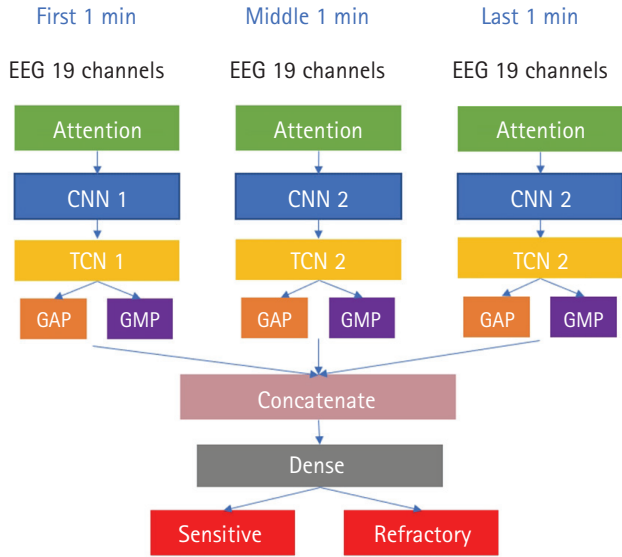 First 1 min
Middle 1 min
Last 1 min
EEG 19 channels
EEG 19 channels
EEG 19 channels
Attention
Attention
Attention
CNN 1
CNN 2
CNN 2
TCN 1
TCN 2
TCN 2
GAP
GMP
GAP
GMP
GAP
GMP
Concatenate
Dense
Sensitive
Refractory